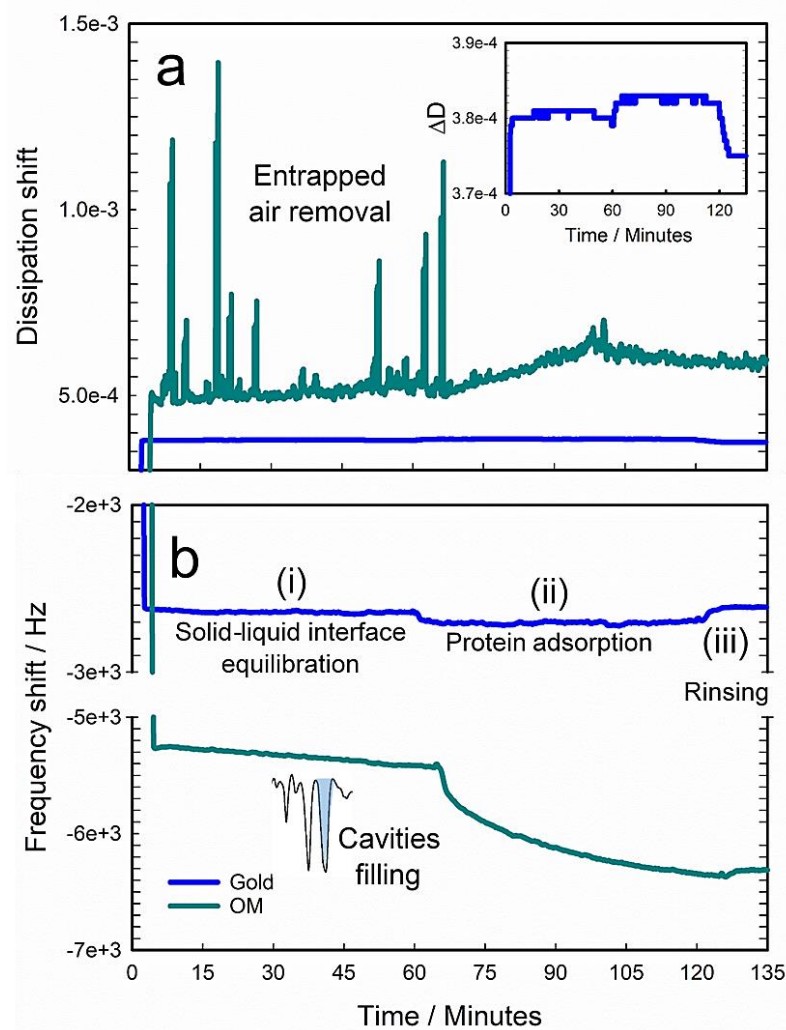 a
1.5e-3
1.0e-3
5.0e-4
Dissipation shift
Entrapped
air removal
3.9e-4
3.8e-4
3.7e-4
ΔD
0 30 60 90 120
Time / Minutes
b
-2e+3
-3e+3
-5e+3
-6e+3
-7e+3
Frequency shift / Hz
(i)
Solid-liquid interface
equilibration
(ii)
Protein adsorption
(iii)
Rinsing
Cavities
filling
Gold
OM
0 15 30 45 60 75 90 105 120 135
Time / Minutes